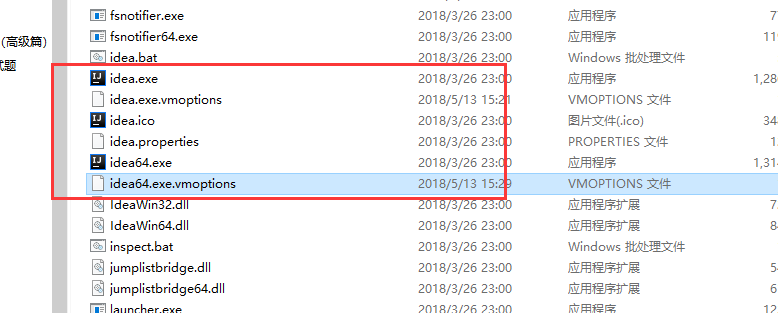 fsnotifier.exe 2018/3/26 23:00 应用程序 7
(高级篇) fsnotifier64.exe 2018/3/26 23:00 应用程序 11
idea.bat 2018/3/26 23:00 Windows 批处理文件
题 idea.exe 2018/3/26 23:00 应用程序 1,28
idea.exe.vmoptions 2018/5/13 15:21 VMOPTIONS 文件
idea.ico 2018/3/26 23:00 图片文件(.ico) 34
idea.properties 2018/3/26 23:00 PROPERTIES 文件 1
idea64.exe 2018/3/26 23:00 应用程序 1,31
idea64.exe.vmoptions 2018/5/13 15:29 VMOPTIONS 文件
IdeaWin32.dll 2018/3/26 23:00 应用程序扩展 7
IdeaWin64.dll 2018/3/26 23:00 应用程序扩展 8
inspect.bat 2018/3/26 23:00 Windows 批处理文件
jumplistbridge.dll 2018/3/26 23:00 应用程序扩展 5
jumplistbridge64.dll 2018/3/26 23:00 应用程序扩展 6
launcher.exe 2018/3/26 23:00 应用程序 12